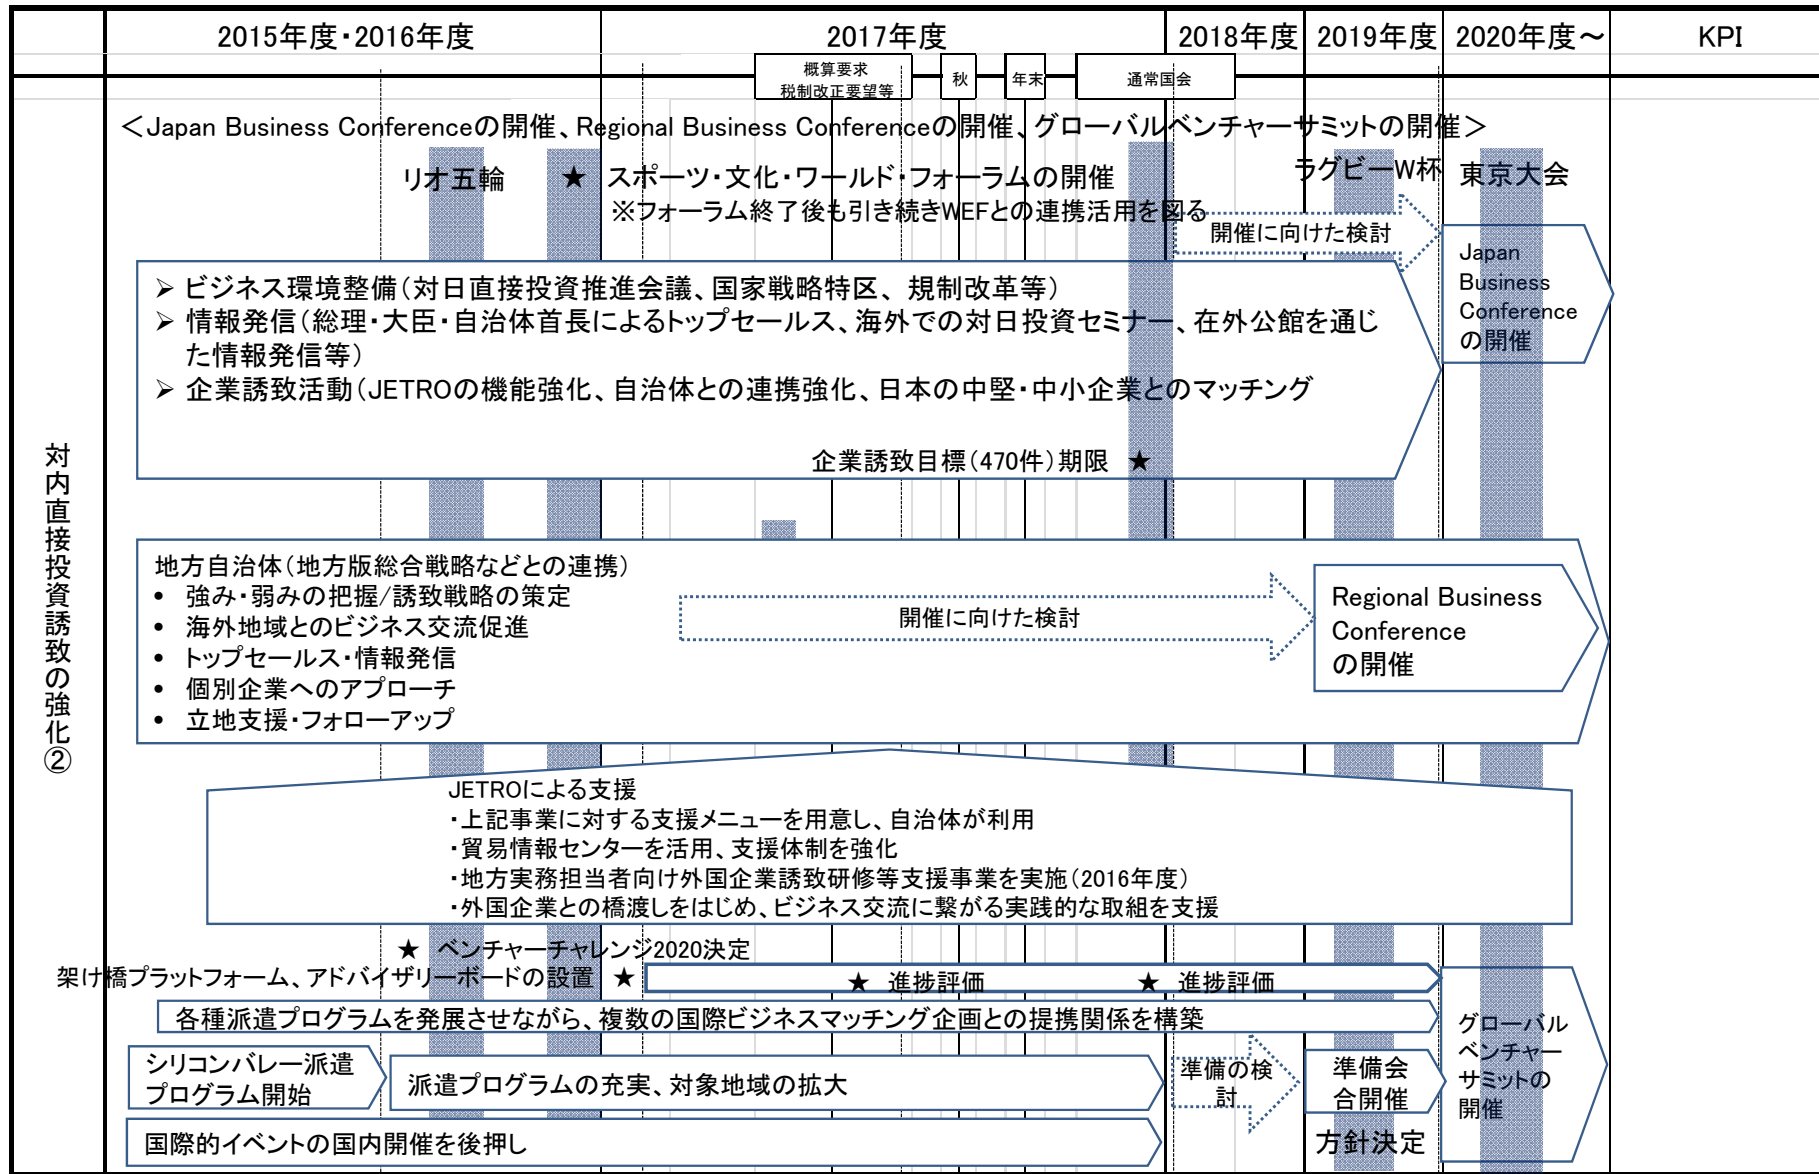 2015年度・2016年度
2017年度
2018年度
2019年度
2020年度～
KPI
概算要求
税制改正要望等
秋
年末
通常国会
＜Japan Business Conferenceの開催、Regional Business Conferenceの開催、グローバルベンチャーサミットの開催＞
リオ五輪
★ スポーツ・文化・ワールド・フォーラムの開催
※フォーラム終了後も引き続きWEFとの連携活用を図る
ラグビーW杯
東京大会
開催に向けた検討
Japan
Business
Conference
の開催
➢ ビジネス環境整備（対日直接投資推進会議、国家戦略特区、規制改革等）
➢ 情報発信（総理・大臣・自治体首長によるトップセールス、海外での対日投資セミナー、在外公館を通じ
た情報発信等）
➢ 企業誘致活動（JETROの機能強化、自治体との連携強化、日本の中堅・中小企業とのマッチング
企業誘致目標（470件）期限 ★
対内直接投資誘致の強化②
地方自治体（地方版総合戦略などとの連携）
• 強み・弱みの把握/誘致戦略の策定
• 海外地域とのビジネス交流促進
• トップセールス・情報発信
• 個別企業へのアプローチ
• 立地支援・フォローアップ
開催に向けた検討
Regional Business
Conference
の開催
JETROによる支援
・上記事業に対する支援メニューを用意し、自治体が利用
・貿易情報センターを活用、支援体制を強化
・地方実務担当者向け外国企業誘致研修等支援事業を実施（2016年度）
・外国企業との橋渡しをはじめ、ビジネス交流に繋がる実践的な取組を支援
★ ベンチャーチャレンジ2020決定
架け橋プラットフォーム、アドバイザリーボードの設置 ★
★ 進捗評価
★ 進捗評価
各種派遣プログラムを発展させながら、複数の国際ビジネスマッチング企画との提携関係を構築
シリコンバレー派遣
プログラム開始
派遣プログラムの充実、対象地域の拡大
準備の検
討
準備会
合開催
方針決定
グローバル
ベンチャー
サミットの
開催
国際的イベントの国内開催を後押し